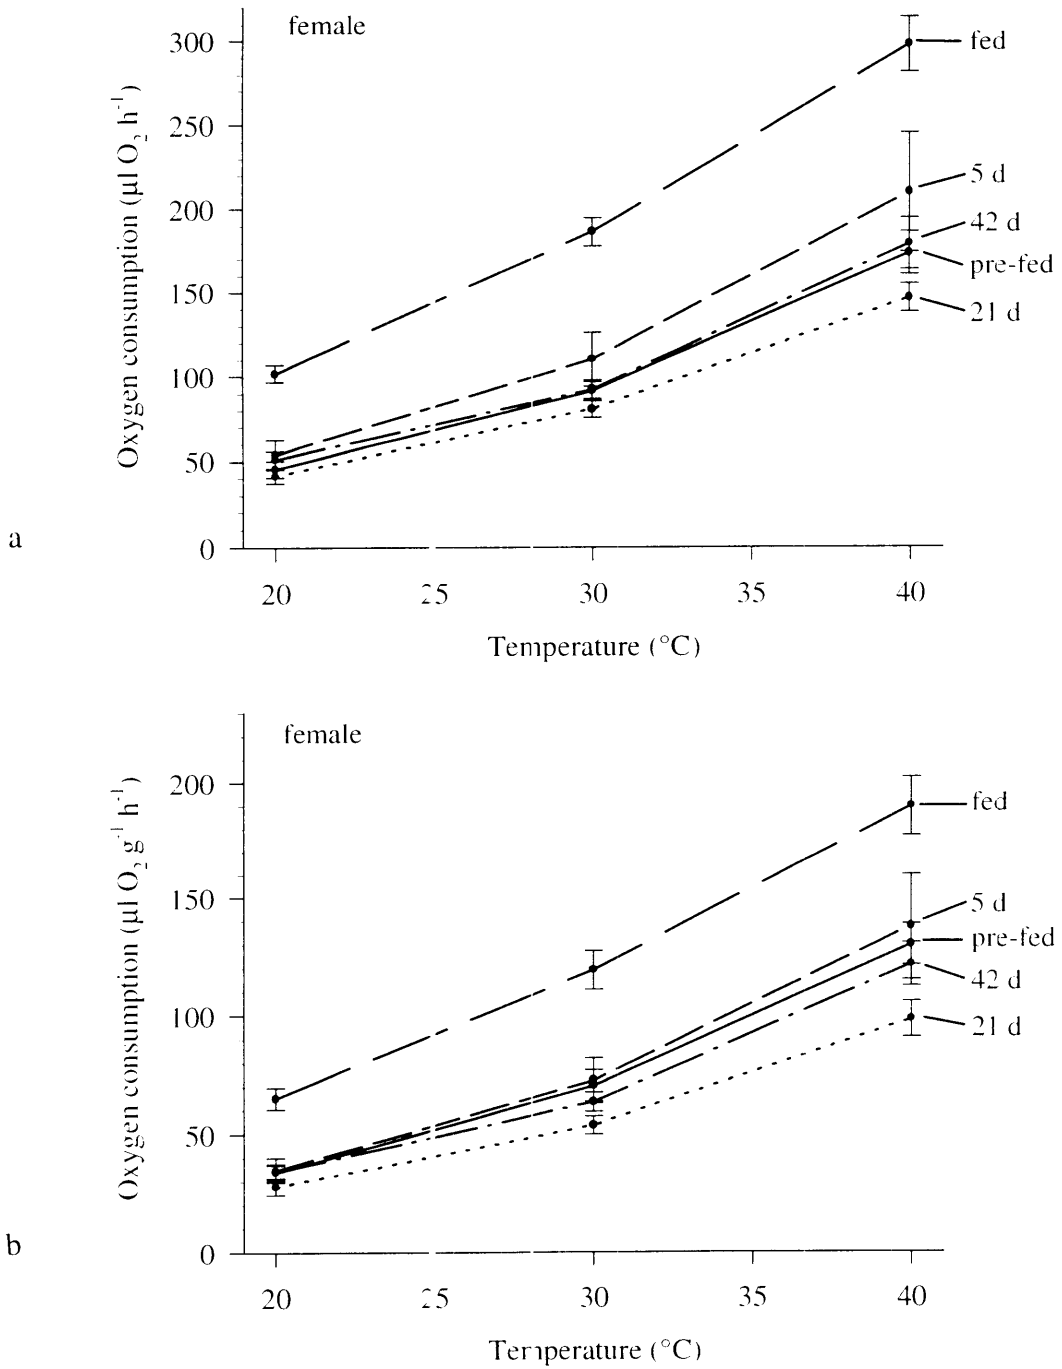 female
300
250
200
150
100
50
0
Oxygen consumption (µl O₂ h⁻¹)
fed
5 d
42 d
pre-fed
21 d
a
20 25 30 35 40
Temperature (°C)
female
200
150
100
50
0
Oxygen consumption (µl O₂ g⁻¹ h⁻¹)
fed
5 d
pre-fed
42 d
21 d
b
20 25 30 35 40
Temperature (°C)